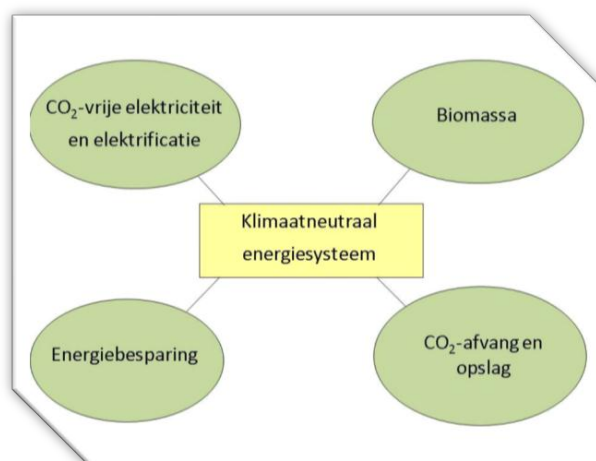 CO₂-vrije elektriciteit
en elektrificatie
Biomassa
Klimaatneutraal
energiesysteem
Energiebesparing
CO₂-afvang en
opslag